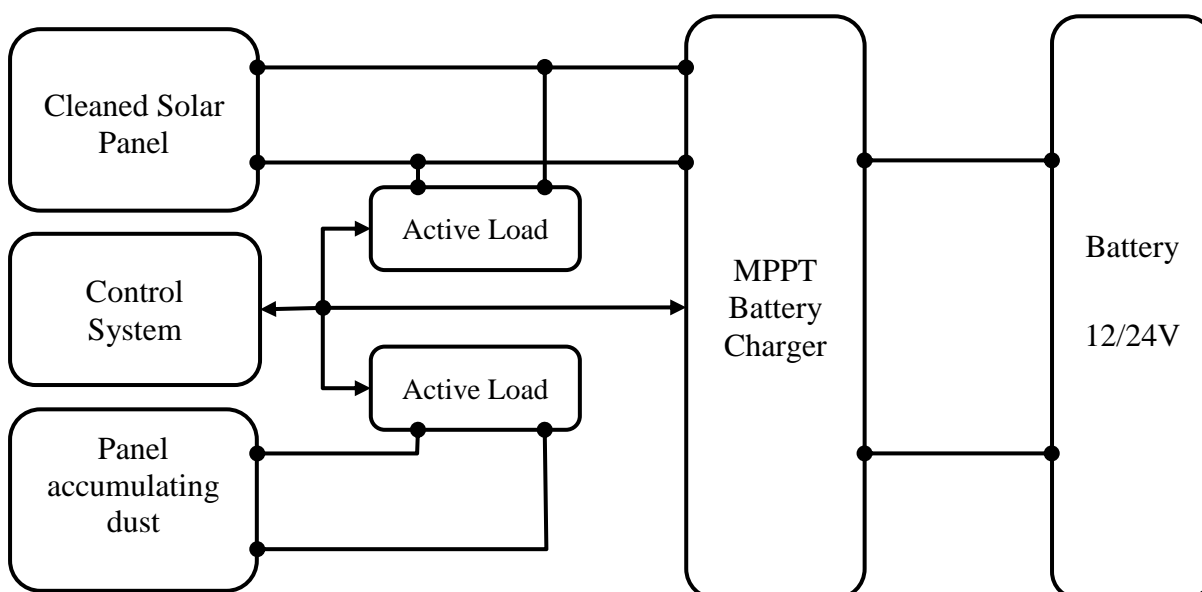 Cleaned Solar
Panel
Active Load
Control
System
MPPT
Battery
Charger
Battery
12/24V
Active Load
Panel
accumulating
dust